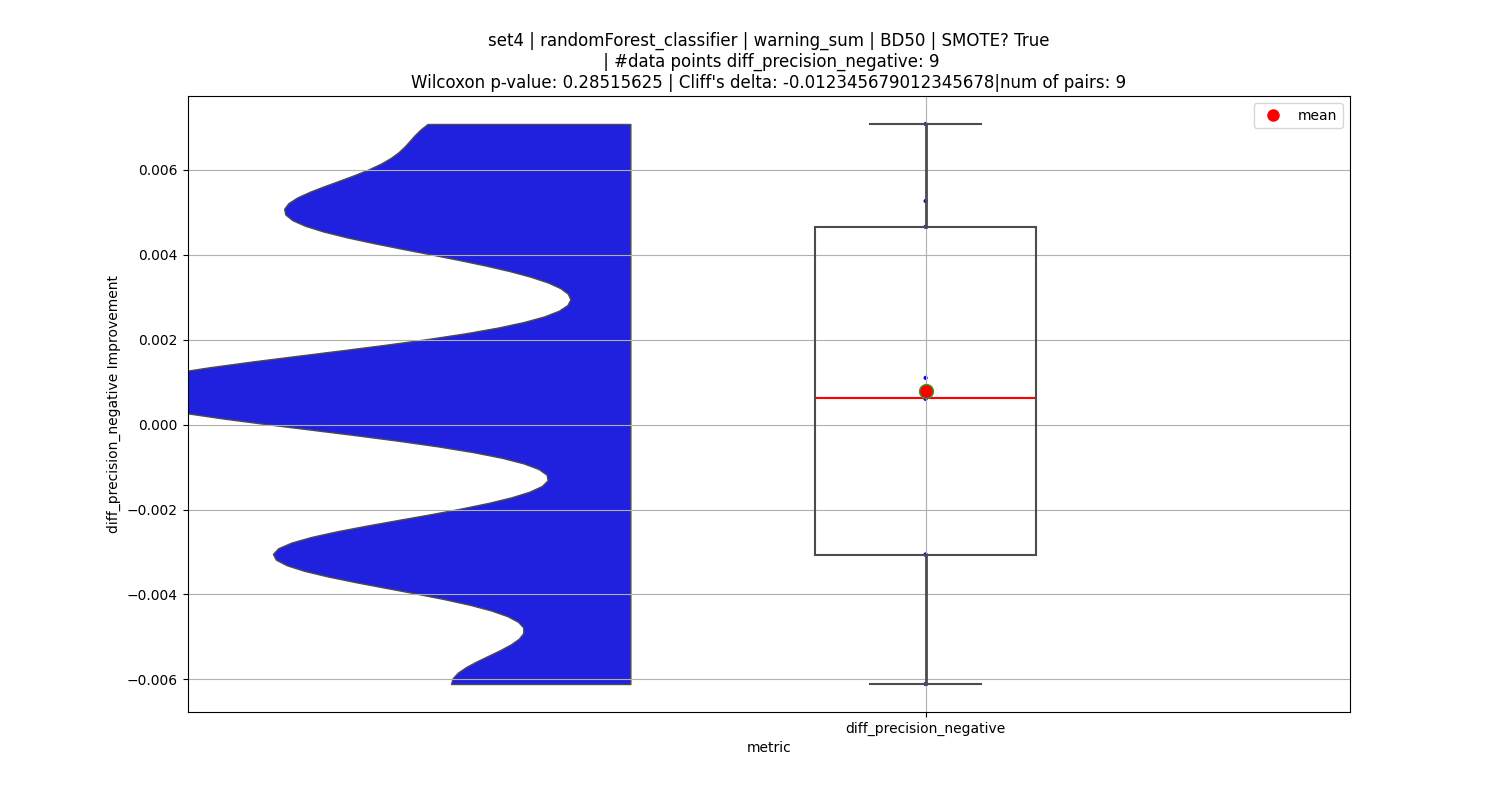 set4 | randomForest_classifier | warning_sum | BD50 | SMOTE? True
| #data points diff_precision_negative: 9
Wilcoxon p-value: 0.28515625 | Cliff's delta: -0.012345679012345678|num of pairs: 9
mean
0.006
0.004
0.002
0.000
−0.002
−0.004
−0.006
diff_precision_negative Improvement
diff_precision_negative
metric